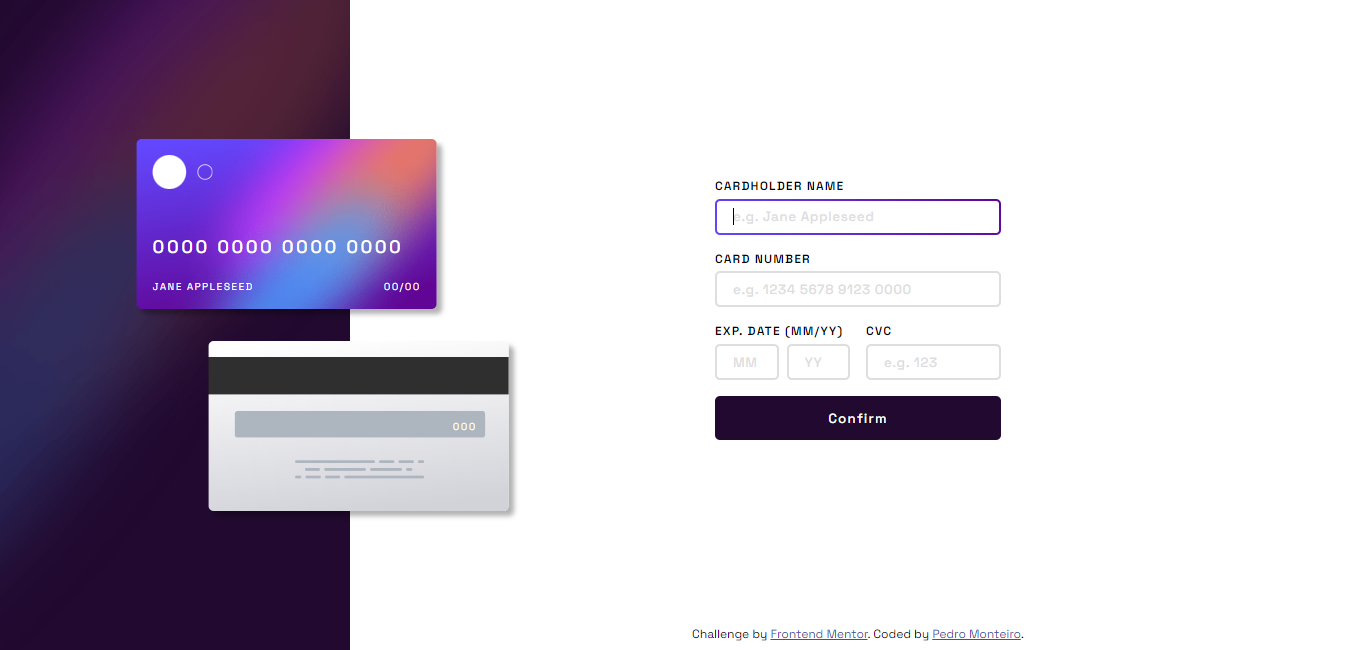 0000 0000 0000 0000
JANE APPLESEED 00/00
000
CARDHOLDER NAME
e.g. Jane Appleseed
CARD NUMBER
e.g. 1234 5678 9123 0000
EXP. DATE (MM/YY) CVC
MM YY e.g. 123
Confirm
Challenge by Frontend Mentor. Coded by Pedro Monteiro.